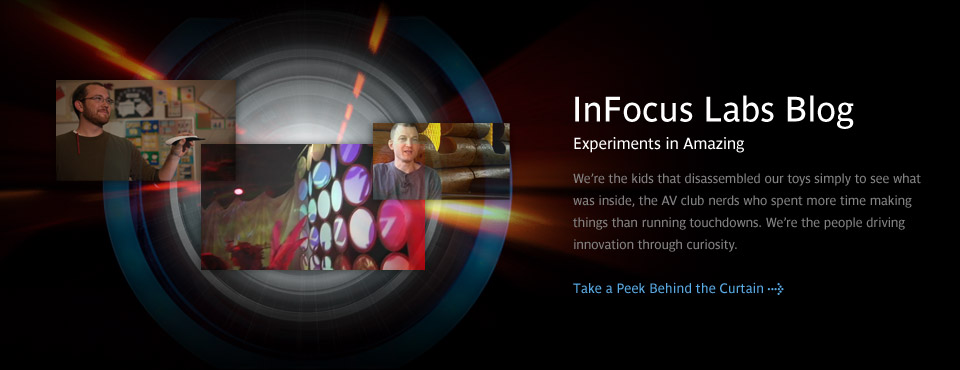 InFocus Labs Blog
Experiments in Amazing
We're the kids that disassembled our toys simply to see what
was inside, the AV club nerds who spent more time making
things than running touchdowns. We're the people driving
innovation through curiosity.
Take a Peek Behind the Curtain